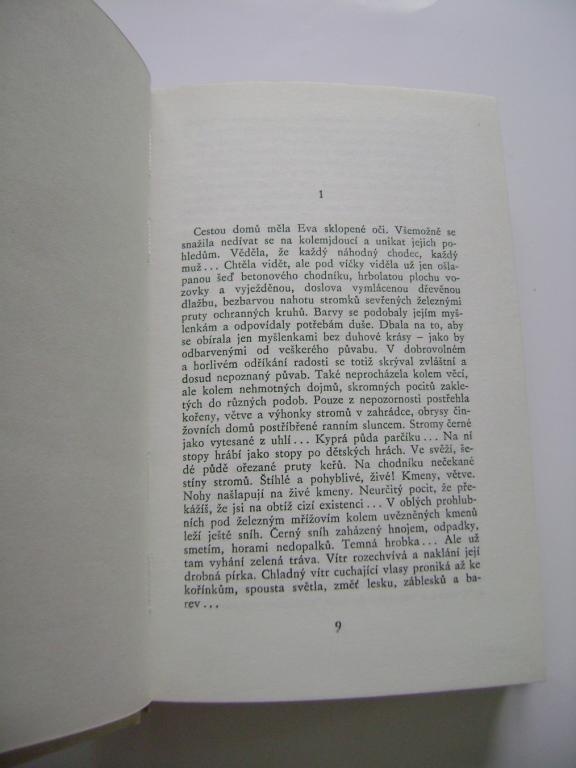 1
Cestou domů měla Eva sklopené oči. Všemožně se
snažila nedívat se na kolemjdoucí a unikat jejich po-
hledům. Věděla, že každý náhodný chodec, každý
muž... Chtěla vidět, ale pod víčky viděla už jen ošla-
panou šeď betonového chodníku, hrbolatou plochu vo-
zovky a vyježděnou, doslova vymlácenou dřevěnou
dlažbu, bezbarvou nahotu stromků sevřených železnými
pruty ochranných kruhů. Barvy se podobaly jejím myš-
lenkám a odpovídaly potřebám duše. Dbala na to, aby
se obírala jen myšlenkami bez duhové krásy – jako by
odbarvenými od veškerého půvabu. V dobrovolném
a horlivém odříkání radosti se totiž skrýval zvláštní a
dosud nepoznaný půvab. Také neprocházela kolem věcí,
ale kolem nehmotných dojmů, skromných pocitů zakle-
tých do různých podob. Pouze z nepozornosti postřehla
kořeny, větve a výhonky stromů v zahrádce, obrysy čin-
žovních domů postříbřené ranním sluncem. Stromy černé
jako vytesané z uhlí... Kyprá půda parčíku... Na ní
stopy hrábí jako stopy po dětských hrách. Ve svěží, še-
dé půdě ořezané pruty keřů. Na chodníku nečekané
stíny stromů. Štíhlé a pohyblivé, živé! Kmeny, větve.
Nohy našlapují na živé kmeny. Neurčitý pocit, že pře-
kážíš, že jsi na obtíž cizí existenci... V oblých prohlub-
ních pod železným mřížovím kolem uvězněných kmenů
leží ještě sníh. Černý sníh zaházený hnojem, odpadky,
smetím, horami nedopalků. Temná hrobka... Ale už
tam vyhání zelená tráva. Vítr rozechvívá a naklání její
drobná pírka. Chladný vítr cuchající vlasy proniká až ke
kořínkům, spousta světla, změť lesku, záblesků a ba-
rev...
9